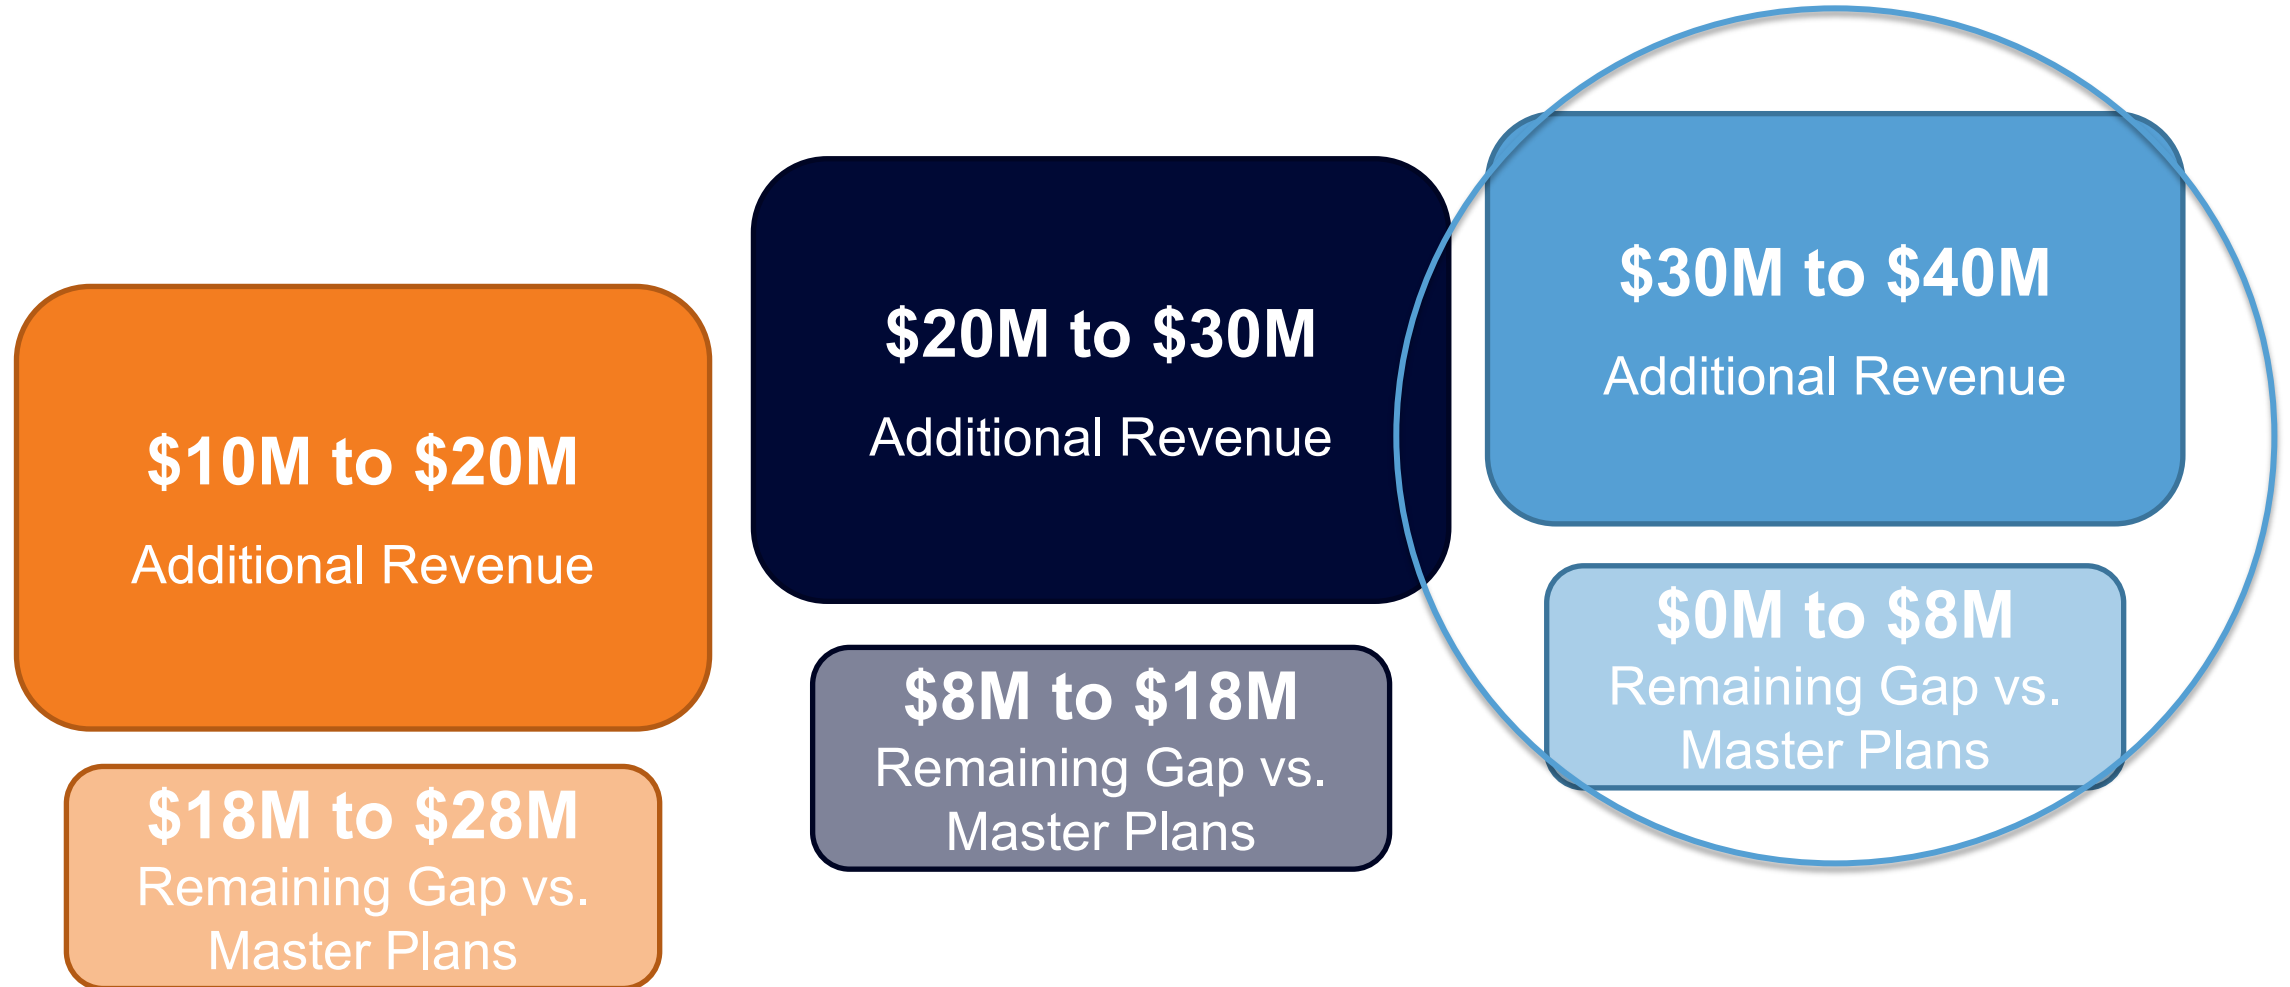 $10M to $20M
Additional Revenue
$18M to $28M
Remaining Gap vs.
Master Plans
$20M to $30M
Additional Revenue
$8M to $18M
Remaining Gap vs.
Master Plans
$30M to $40M
Additional Revenue
$0M to $8M
Remaining Gap vs.
Master Plans